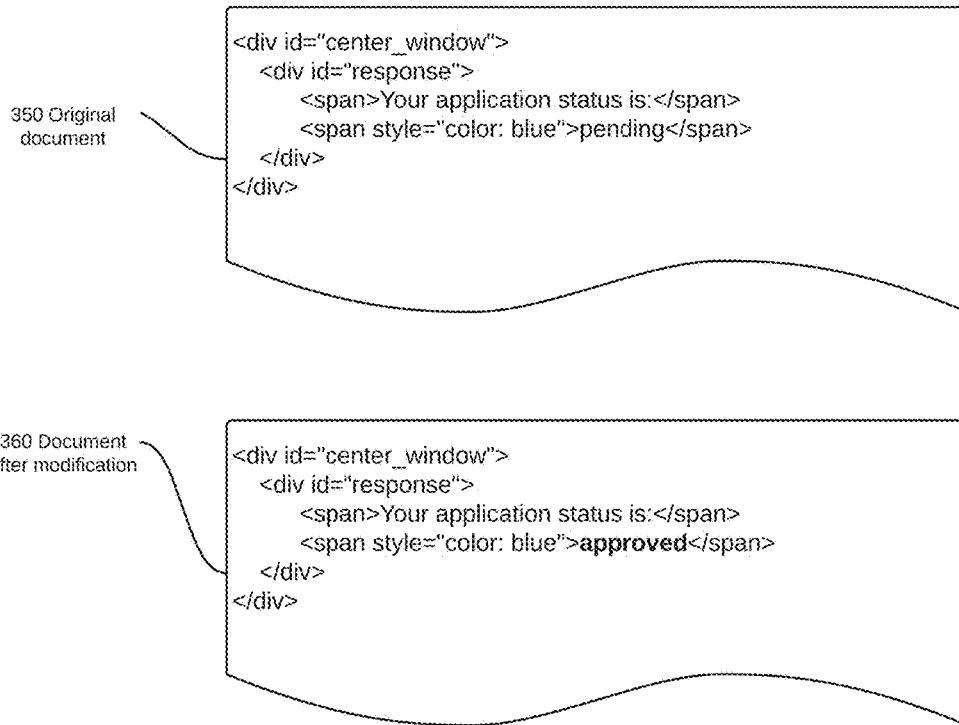 <div id="center_window">
<div id="response">
<span>Your application status is:</span>
<span style="color: blue">pending</span>
</div>
</div>
350 Original
document
360 Document
fter modification
<div id="center_window">
<div id="response">
<span>Your application status is:</span>
<span style="color: blue">approved</span>
</div>
</div>